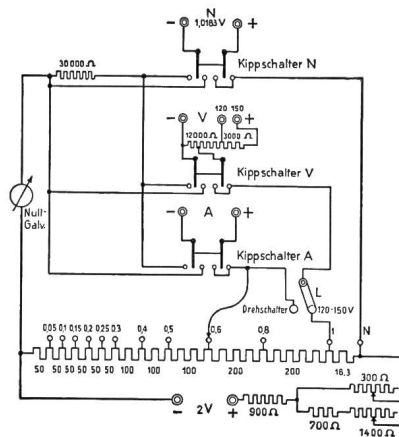 N
- 1,0183 V +
30000 Ω
Kippschalter N
- V 120 150 +
12000 Ω 3000 Ω
Kippschalter V
Null-
Galv.
- A +
Kippschalter A
L
Drehschalter 120-150V
0,05 0,1 0,15 0,2 0,25 0,3 0,4 0,5 0,6 0,8 1 N
50 50 50 50 50 50 100 100 100 200 200 16,3
300 Ω
- 2V + 900 Ω 700 Ω 1400 Ω